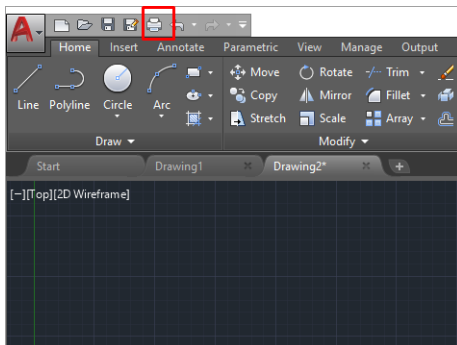 A
Home Insert Annotate Parametric View Manage Output
Line Polyline Circle Arc
Move Rotate Trim
Copy Mirror Fillet
Stretch Scale Array
Draw Modify
Start Drawing1 Drawing2*
[−][Top][2D Wireframe]